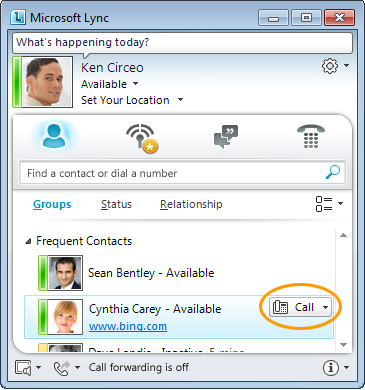 Microsoft Lync
What's happening today?
Ken Circeo
Available
Set Your Location
Find a contact or dial a number
Groups Status Relationship
Frequent Contacts
Sean Bentley - Available
Cynthia Carey - Available
Call
www.bing.com
Dave Landis - Inactive 5 mins
Call forwarding is off